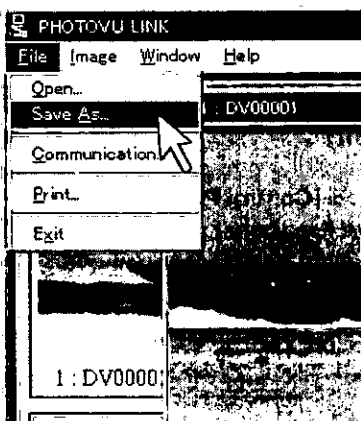 PHOTOVU LINK
File Image Window Help
Open...
Save As...
: DV00001
Communication
Print...
Exit
1 : DV0000